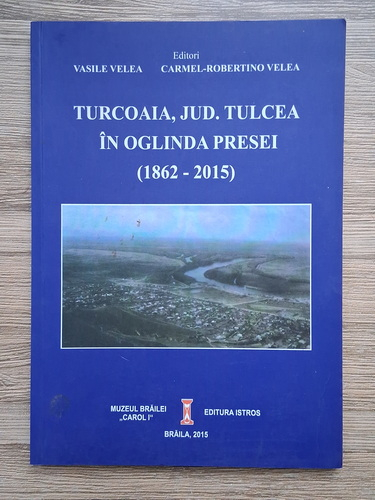 Editori
VASILE VELEA CARMEL-ROBERTINO VELEA
TURCOAIA, JUD. TULCEA
ÎN OGLINDA PRESEI
(1862 - 2015)
MUZEUL BRĂILEI
„CAROL I”
EDITURA ISTROS
BRĂILA, 2015